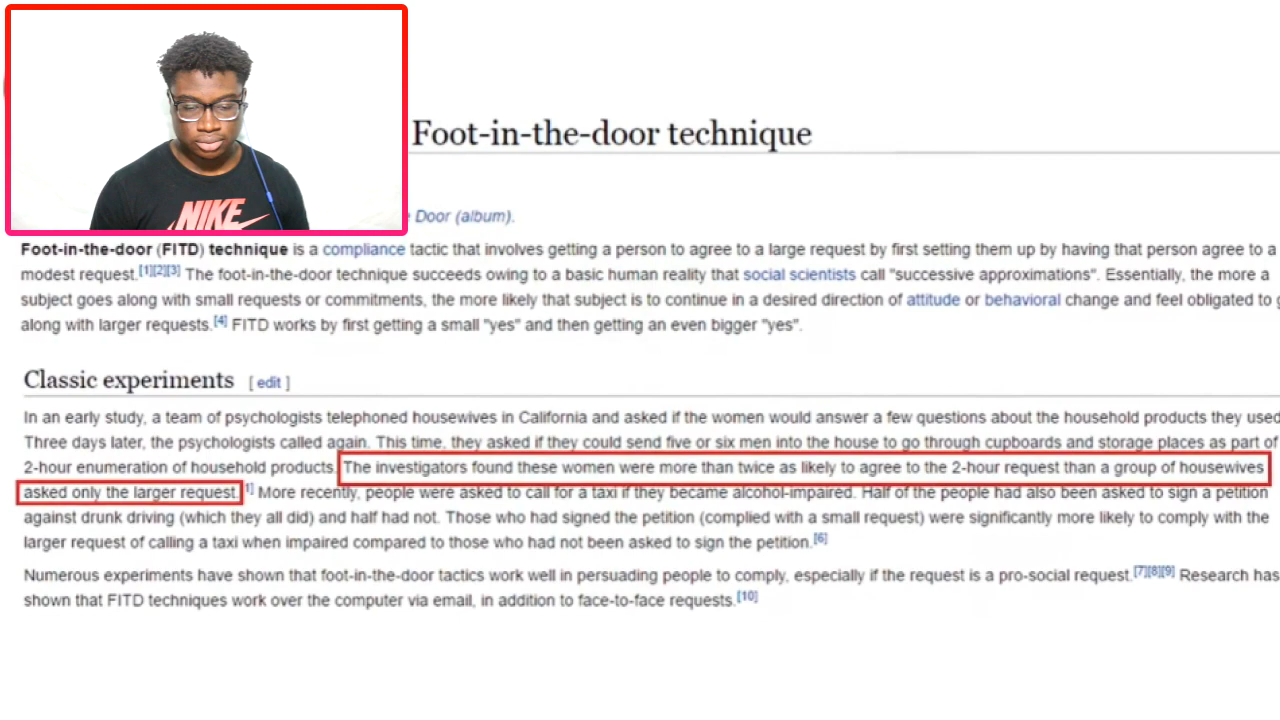 NIKE
Foot-in-the-door technique
Door (album).
Foot-in-the-door (FITD) technique is a compliance tactic that involves getting a person to agree to a large request by first setting them up by having that person agree to a
modest request.[1][2][3] The foot-in-the-door technique succeeds owing to a basic human reality that social scientists call "successive approximations". Essentially, the more a
subject goes along with small requests or commitments, the more likely that subject is to continue in a desired direction of attitude or behavioral change and feel obligated to
along with larger requests.[4] FITD works by first getting a small "yes" and then getting an even bigger "yes".
Classic experiments [ edit ]
In an early study, a team of psychologists telephoned housewives in California and asked if the women would answer a few questions about the household products they used
Three days later, the psychologists called again. This time, they asked if they could send five or six men into the house to go through cupboards and storage places as part of
2-hour enumeration of household products. The investigators found these women were more than twice as likely to agree to the 2-hour request than a group of housewives
asked only the larger request. More recently, people were asked to call for a taxi if they became alcohol-impaired. Half of the people had also been asked to sign a petition
against drunk driving (which they all did) and half had not. Those who had signed the petition (complied with a small request) were significantly more likely to comply with the
larger request of calling a taxi when impaired compared to those who had not been asked to sign the petition.[6]
Numerous experiments have shown that foot-in-the-door tactics work well in persuading people to comply, especially if the request is a pro-social request.[7][8][9] Research has
shown that FITD techniques work over the computer via email, in addition to face-to-face requests.[10]